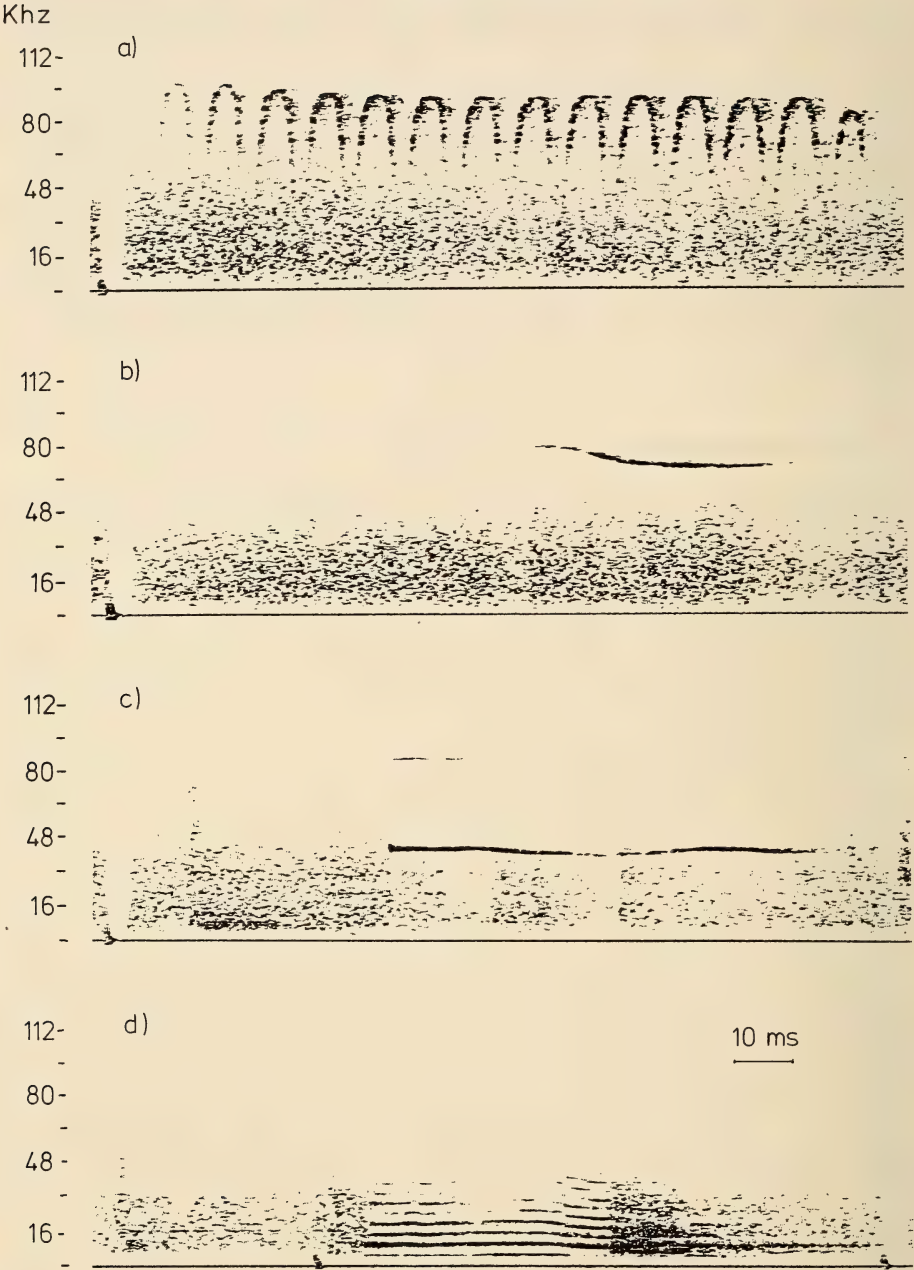 Khz
a)
112-
80-
48-
16-
b)
112-
80-
48-
16-
c)
112-
80-
48-
16-
d)
112-
10 ms
80-
48-
16-